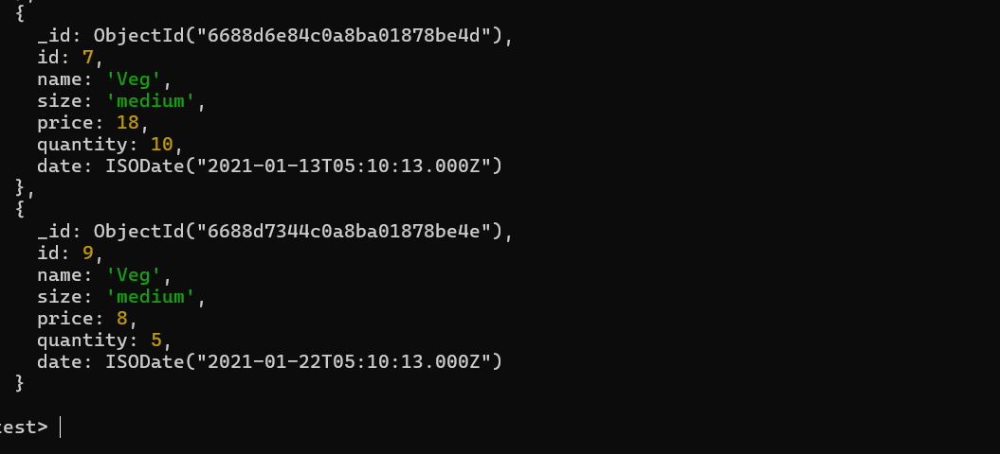 {
_id: ObjectId("6688d6e84c0a8ba01878be4d"),
id: 7,
name: 'Veg',
size: 'medium',
price: 18,
quantity: 10,
date: ISODate("2021-01-13T05:10:13.000Z")
},
{
_id: ObjectId("6688d7344c0a8ba01878be4e"),
id: 9,
name: 'Veg',
size: 'medium',
price: 8,
quantity: 5,
date: ISODate("2021-01-22T05:10:13.000Z")
}
test>